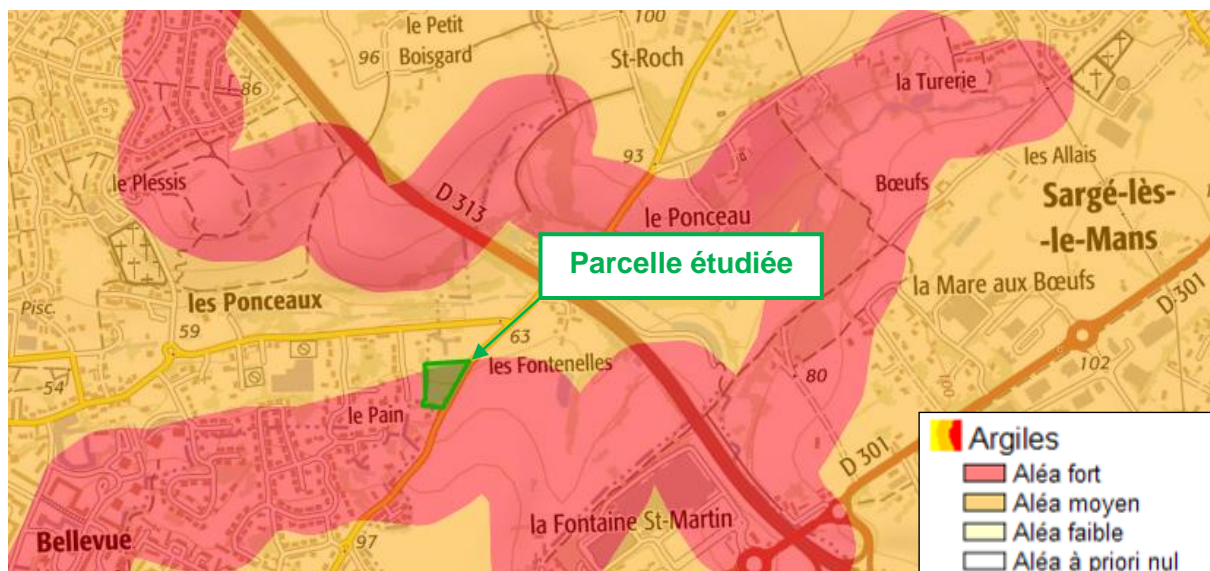 le Petit
Boisgard
100
96
St-Roch
86
la Turerie
le Plessis
93
les Allais
Bœufs
D 313
le Ponceau
Sargé-lès-
-le-Mans
Parcelle étudiée
les Ponceaux
la Mare aux Bœufs
D 301
Pisc.
59
63
les Fontenelles
102
54
80
100
le Pain
D 301
la Fontaine St-Martin
Bellevue
97
Argiles
Aléa fort
Aléa moyen
Aléa faible
Aléa à priori nul